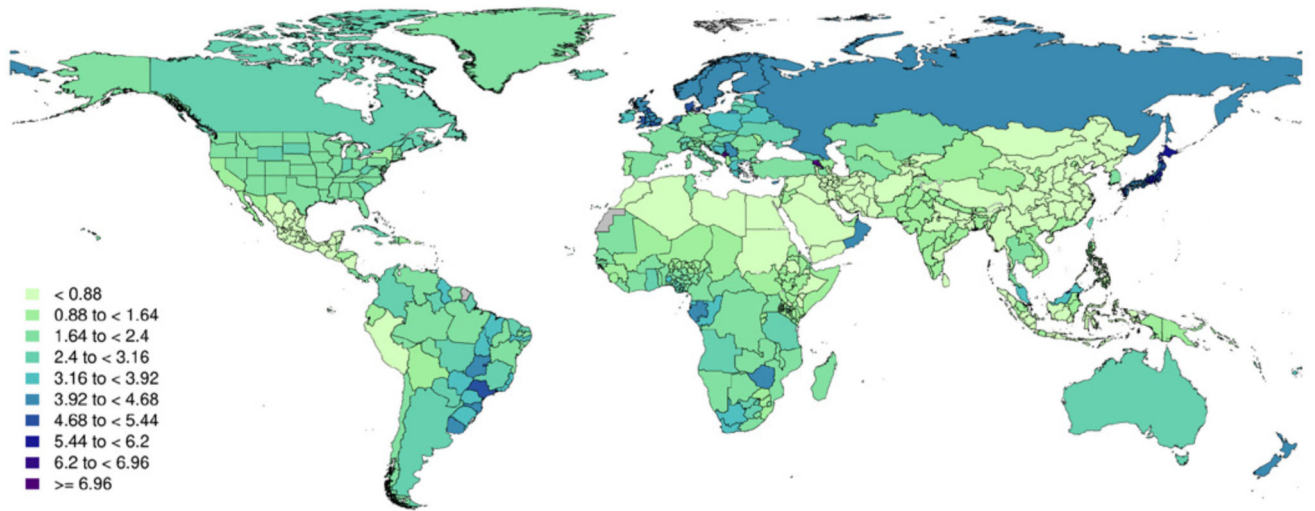 < 0.88
0.88 to < 1.64
1.64 to < 2.4
2.4 to < 3.16
3.16 to < 3.92
3.92 to < 4.68
4.68 to < 5.44
5.44 to < 6.2
6.2 to < 6.96
>= 6.96